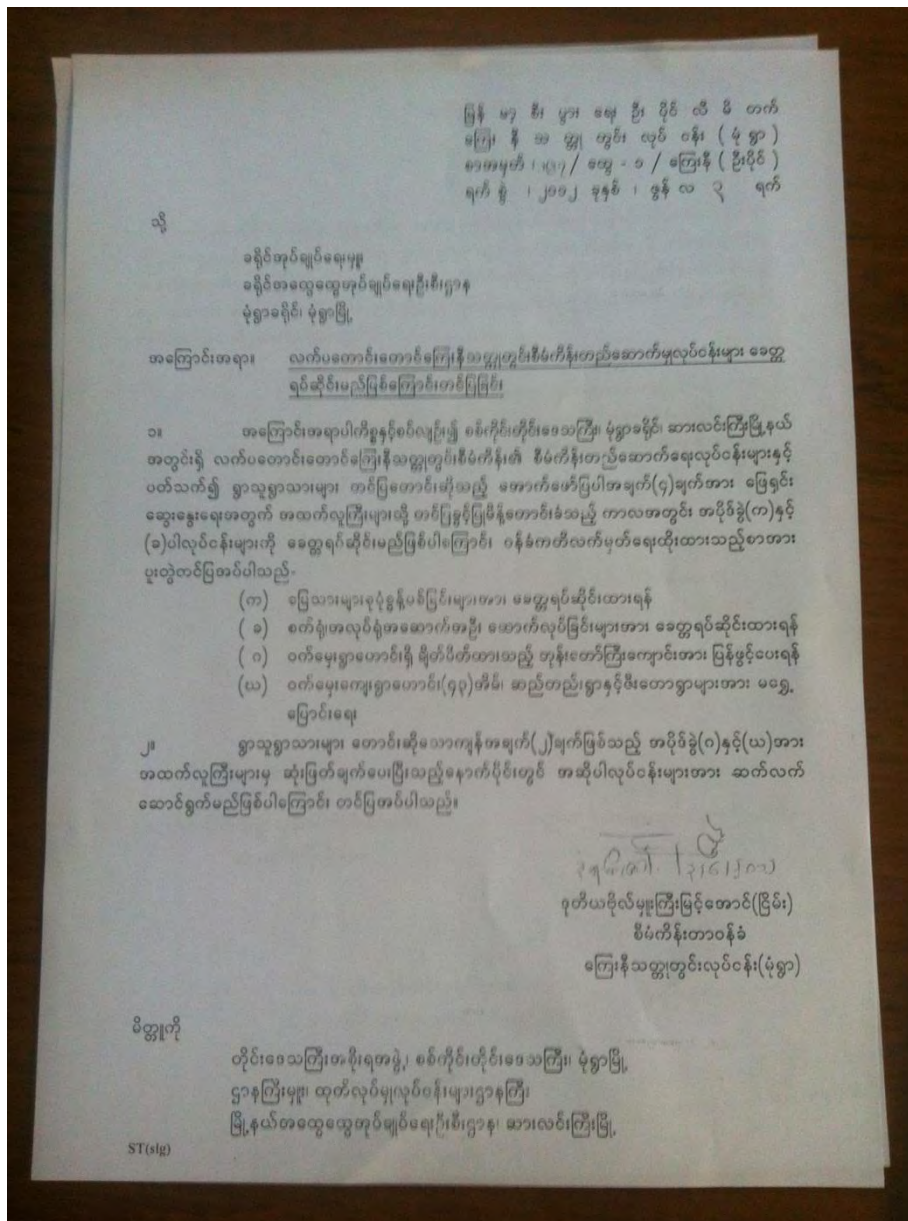 မြန် မာ့ စီး ပွား ရေး ဦး ပိုင် လီ မိ တက်
ကြေး နီ သ တ္တု တွင်း လုပ် ငန်း ( မုံ ရွာ )
စာအမှတ် ၊ / ထွေ - ၁ / ကြေးနီ ( ဦးပိုင် )
ရက် စွဲ ၊ ၂၀၁၂ ခုနှစ် ၊ ဇွန် လ ၃ ရက်
သို့
ခရိုင်အုပ်ချုပ်ရေးမှူး
ခရိုင်အထွေထွေအုပ်ချုပ်ရေးဦးစီးဌာန
မုံရွာခရိုင်၊ မုံရွာမြို့
အကြောင်းအရာ။ လက်ပတောင်းတောင်ကြေးနီသတ္တုတွင်းစီမံကိန်းတည်ဆောက်မှုလုပ်ငန်းများ ခေတ္တ
ရပ်ဆိုင်းမည်ဖြစ်ကြောင်းတင်ပြခြင်း
၁။ အကြောင်းအရာပါကိစ္စနှင့်စပ်လျဉ်း၍ စစ်ကိုင်းတိုင်းဒေသကြီး၊ မုံရွာခရိုင်၊ ဆားလင်းကြီးမြို့နယ်
အတွင်းရှိ လက်ပတောင်းတောင်ကြေးနီသတ္တုတွင်းစီမံကိန်း၏ စီမံကိန်းတည်ဆောက်ရေးလုပ်ငန်းများနှင့်
ပတ်သက်၍ ရွာသူရွာသားများ တင်ပြတောင်းဆိုသည့် အောက်ဖော်ပြပါအချက်(၄)ချက်အား ဖြေရှင်း
ဆွေးနွေးရေးအတွက် အထက်လူကြီးများသို့ တင်ပြခွင့်ပြုမိန့်တောင်းခံသည့် ကာလအတွင်း အပိုဒ်ခွဲ(က)နှင့်
(ခ)ပါလုပ်ငန်းများကို ခေတ္တရပ်ဆိုင်းမည်ဖြစ်ပါကြောင်း ဝန်ခံကတိလက်မှတ်ရေးထိုးထားသည့်စာအား
ပူးတွဲတင်ပြအပ်ပါသည်-
(က) မြေသားများစုပုံစွန့်ပစ်ခြင်းများအား ခေတ္တရပ်ဆိုင်းထားရန်
( ခ ) စက်ရုံ၊အလုပ်ရုံအဆောက်အဦး ဆောက်လုပ်ခြင်းများအား ခေတ္တရပ်ဆိုင်းထားရန်
( ဂ ) ဝက်မှေးရွာဟောင်းရှိ ချိတ်ပိတ်ထားသည့် ဘုန်းတော်ကြီးကျောင်းအား ပြန်ဖွင့်ပေးရန်
(ဃ) ဝက်မှေးကျေးရွာဟောင်း(၄၃)အိမ်၊ ဆည်တည်းရွာနှင့်ဇီးတောရွာများအား မရွှေ့
ပြောင်းရေး
၂။ ရွာသူရွာသားများ တောင်းဆိုသောကျန်အချက်(၂)ချက်ဖြစ်သည့် အပိုဒ်ခွဲ(ဂ)နှင့်(ဃ)အား
အထက်လူကြီးများမှ ဆုံးဖြတ်ချက်ပေးပြီးသည့်နောက်ပိုင်းတွင် အဆိုပါလုပ်ငန်းများအား ဆက်လက်
ဆောင်ရွက်မည်ဖြစ်ပါကြောင်း တင်ပြအပ်ပါသည်။
ဒုတိယဗိုလ်မှူးကြီးမြင့်အောင်(ငြိမ်း)
စီမံကိန်းတာဝန်ခံ
ကြေးနီသတ္တုတွင်းလုပ်ငန်း(မုံရွာ)
မိတ္တူကို
တိုင်းဒေသကြီးအစိုးရအဖွဲ့၊ စစ်ကိုင်းတိုင်းဒေသကြီး၊ မုံရွာမြို့
ဌာနကြီးမှူး၊ ထုတ်လုပ်မှုလုပ်ငန်းများဌာနကြီး
မြို့နယ်အထွေထွေအုပ်ချုပ်ရေးဦးစီးဌာန၊ ဆားလင်းကြီးမြို့
ST(slg)